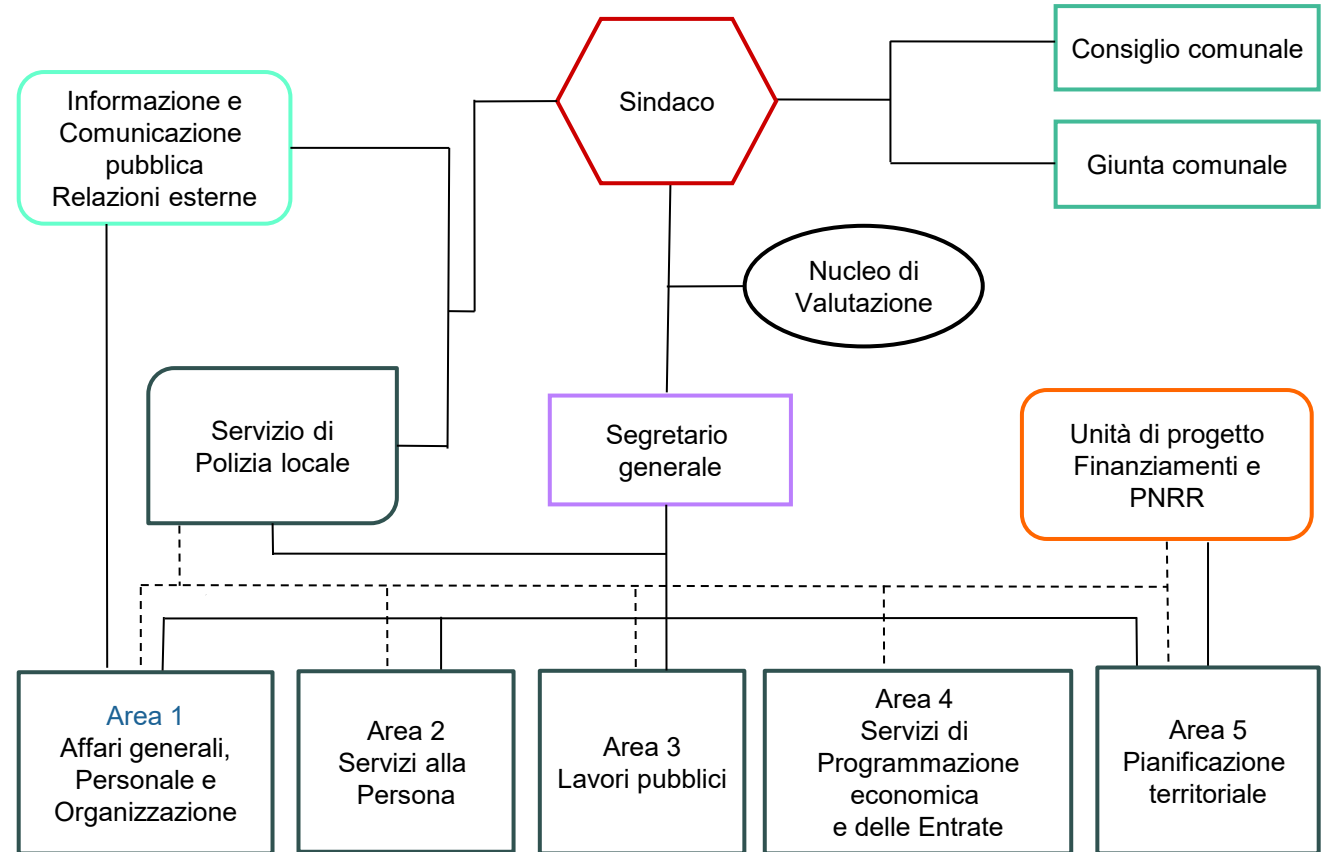 Consiglio comunale
Informazione e
Comunicazione
pubblica
Relazioni esterne
Sindaco
Giunta comunale
Nucleo di
Valutazione
Servizio di
Polizia locale
Segretario
generale
Unità di progetto
Finanziamenti e
PNRR
Area 1
Affari generali,
Personale e
Organizzazione
Area 2
Servizi alla
Persona
Area 3
Lavori pubblici
Area 4
Servizi di
Programmazione
economica
e delle Entrate
Area 5
Pianificazione
territoriale